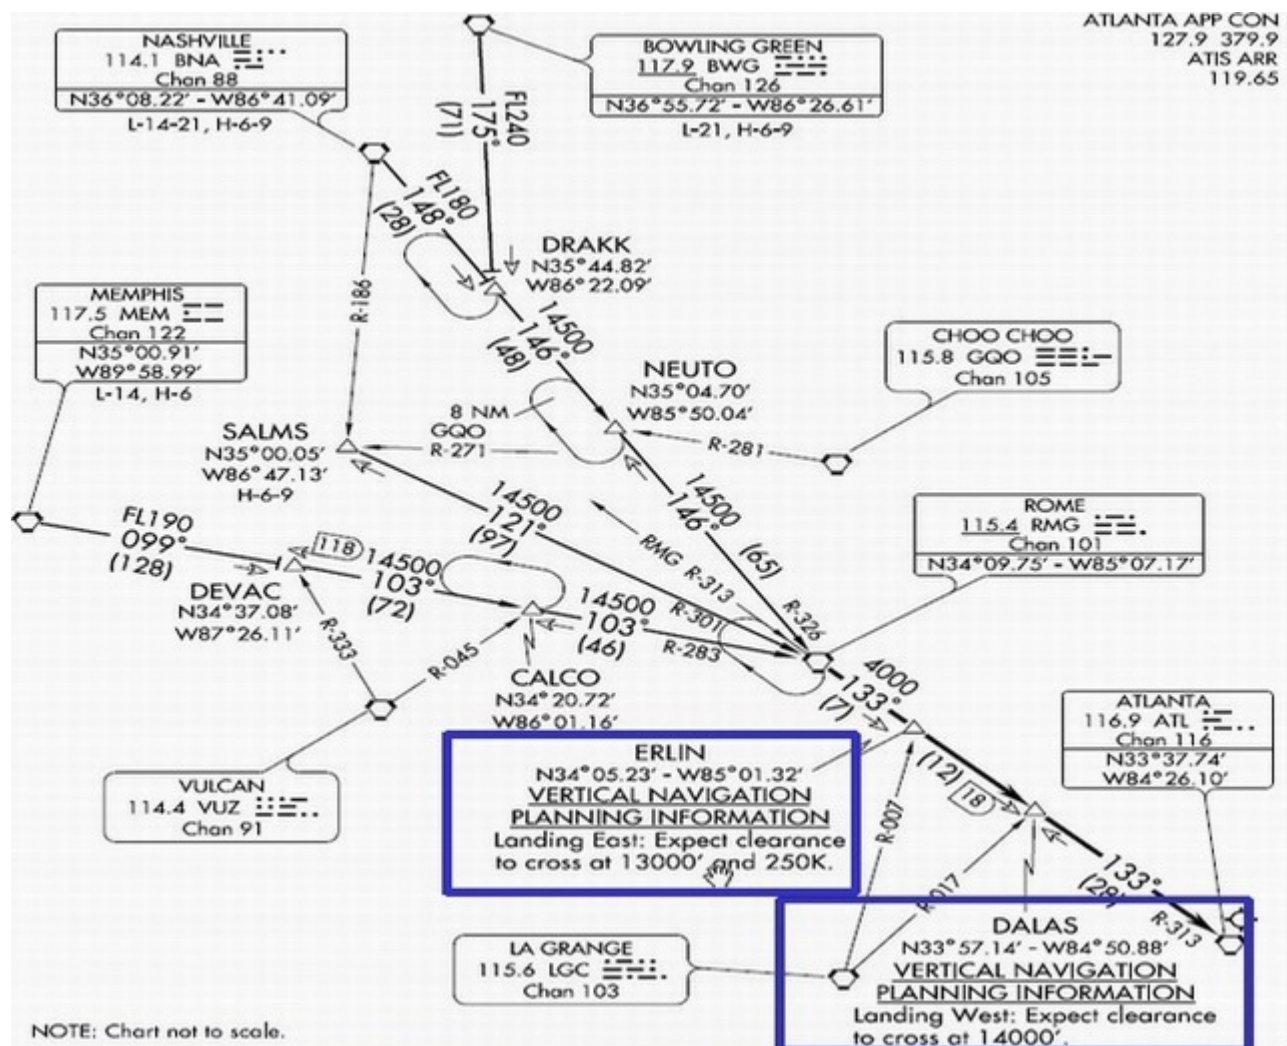 ATLANTA APP CON
127.9 379.9
ATIS ARR
119.65
NASHVILLE
114.1 BNA
Chan 88
N36°08.22' - W86°41.09'
L-14-21, H-6-9
BOWLING GREEN
117.9 BWG
Chan 126
N36°55.72' - W86°26.61'
L-21, H-6-9
FL240
175°
(71)
FL180
148°
(28)
DRAKK
N35°44.82'
W86°22.09'
R-186
MEMPHIS
117.5 MEM
Chan 122
N35°00.91'
W89°58.99'
L-14, H-6
14500
146°
(48)
CHOO CHOO
115.8 GQO
Chan 105
NEUTO
N35°04.70'
W85°50.04'
8 NM
GQO
R-271
R-281
SALMS
N35°00.05'
W86°47.13'
H-6-9
14500
121°
(97)
14500
146°
(65)
ROME
115.4 RMG
Chan 101
N34°09.75' - W85°07.17'
FL190
099°
(128)
118
14500
103°
(72)
RMG R-313
R-326
R-301
R-283
DEVAC
N34°37.08'
W87°26.11'
R-333
R-045
14500
103°
(46)
CALCO
N34°20.72'
W86°01.16'
4000
133°
(7)
ATLANTA
116.9 ATL
Chan 116
N33°37.74'
W84°26.10'
VULCAN
114.4 VUZ
Chan 91
ERLIN
N34°05.23' - W85°01.32'
VERTICAL NAVIGATION
PLANNING INFORMATION
Landing East: Expect clearance
to cross at 13000' and 250K.
(12)
18
R-007
R-017
133°
(28)
R-313
LA GRANGE
115.6 LGC
Chan 103
DALAS
N33°57.14' - W84°50.88'
VERTICAL NAVIGATION
PLANNING INFORMATION
Landing West: Expect clearance
to cross at 14000'.
NOTE: Chart not to scale.